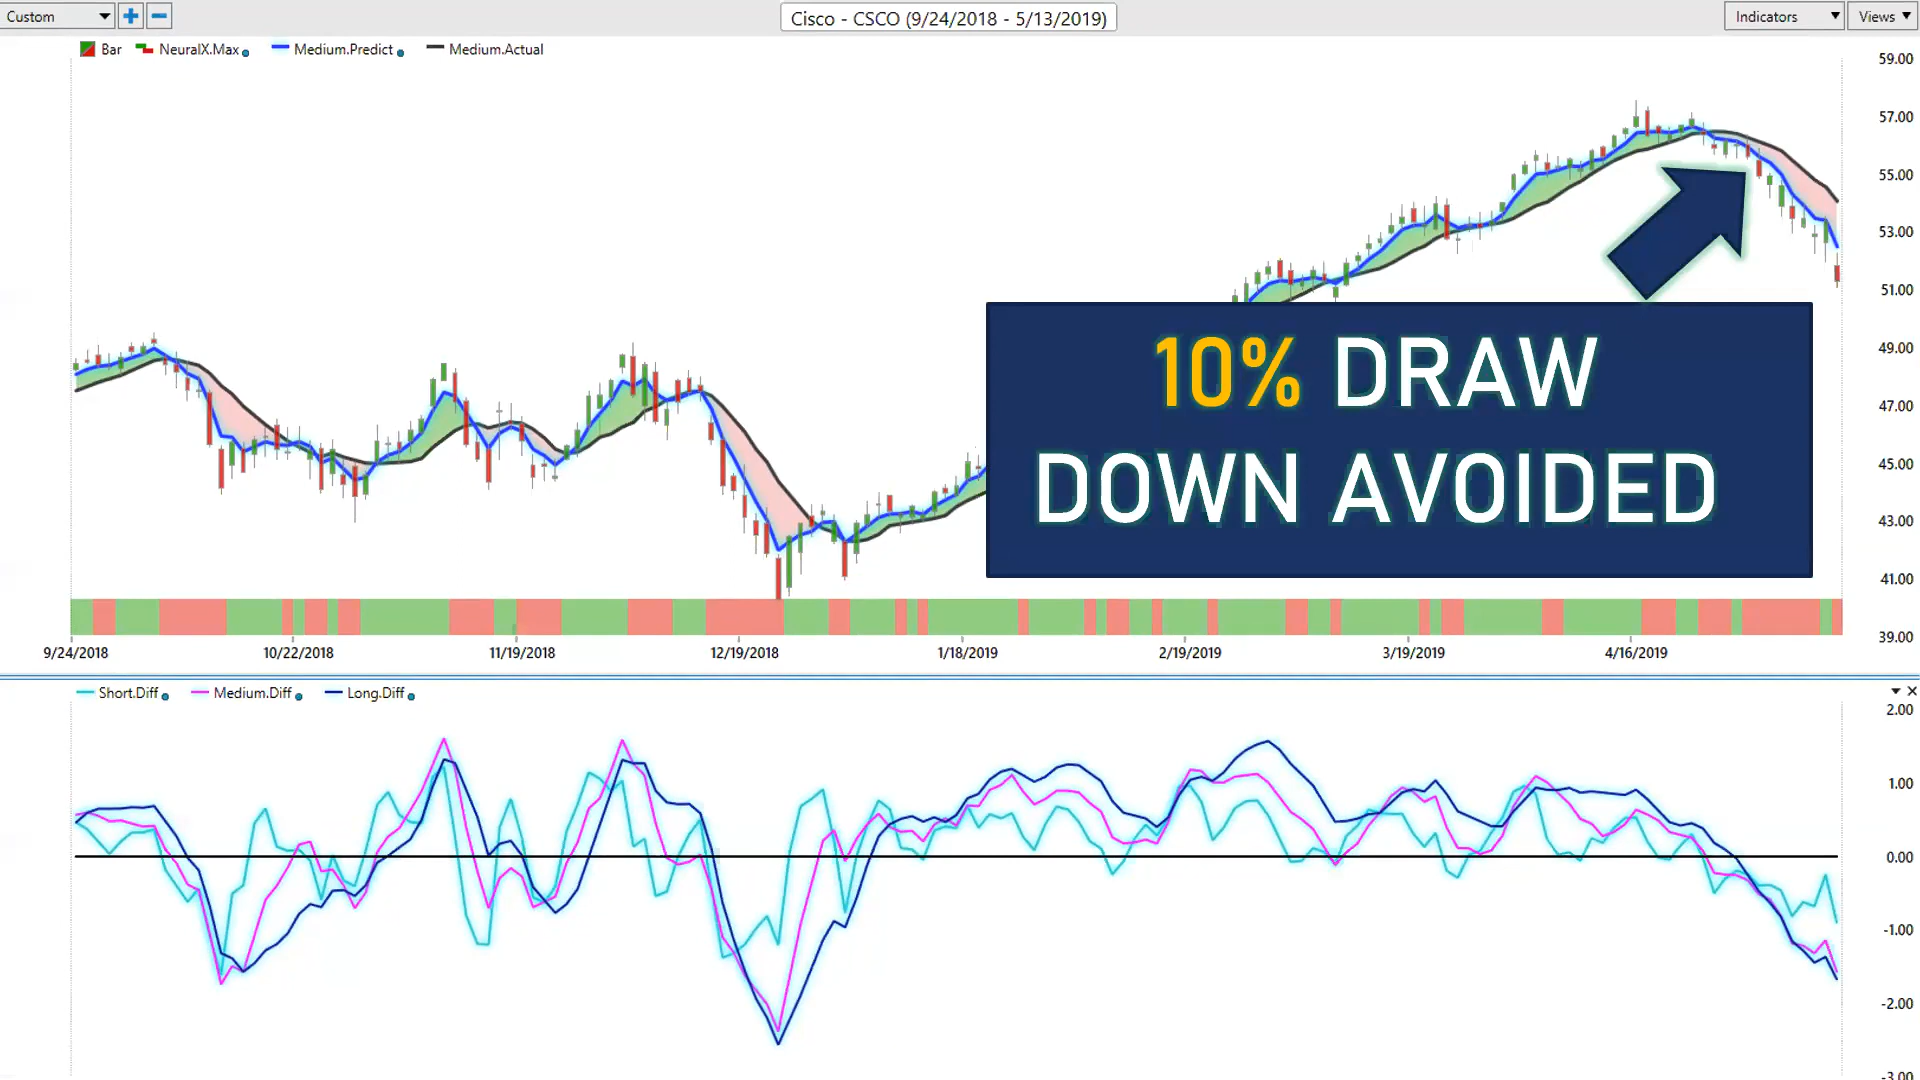 Custom
Cisco - CSCO (9/24/2018 - 5/13/2019)
Indicators
Views
Bar NeuralX.Max Medium.Predict Medium.Actual
59.00
57.00
55.00
53.00
51.00
49.00
47.00
45.00
43.00
41.00
39.00
10% DRAW
DOWN AVOIDED
9/24/2018 10/22/2018 11/19/2018 12/19/2018 1/18/2019 2/19/2019 3/19/2019 4/16/2019
Short.Diff Medium.Diff Long.Diff
2.00
1.00
0.00
-1.00
-2.00
-3.00